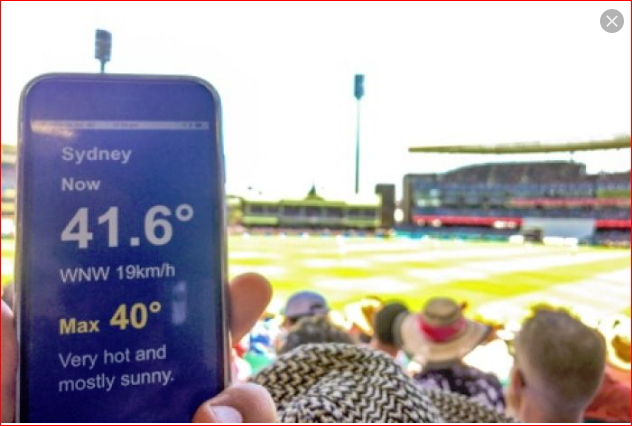 Sydney
Now
41.6°
WNW 19km/h
Max 40°
Very hot and
mostly sunny.